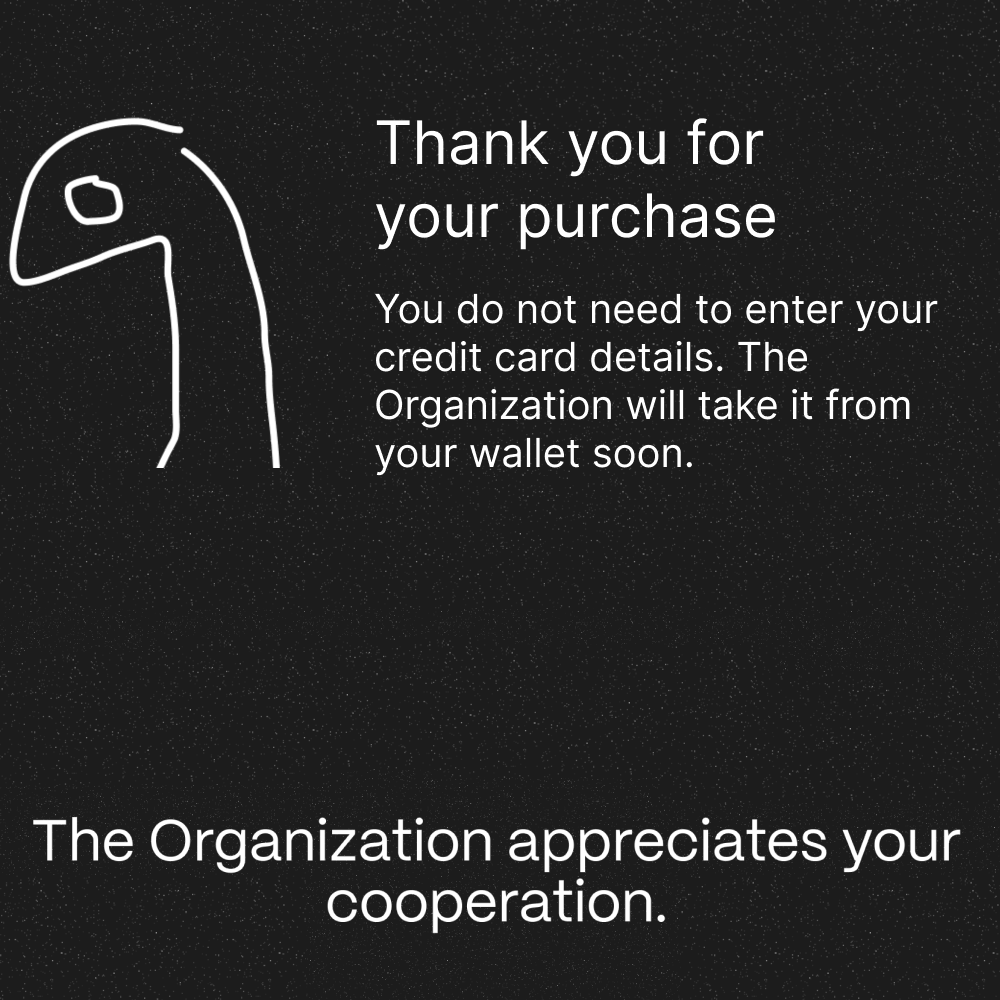 Thank you for
your purchase
You do not need to enter your
credit card details. The
Organization will take it from
your wallet soon.
The Organization appreciates your
cooperation.